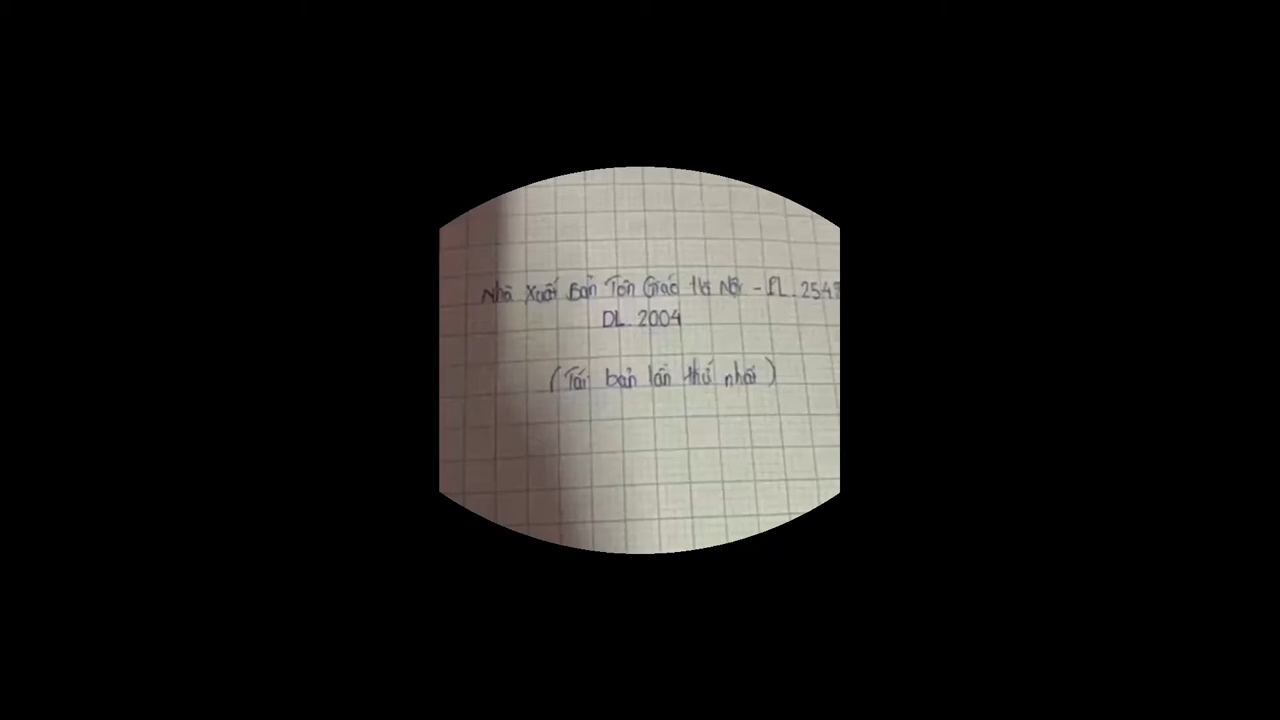 Nhà Xuất Bản Tôn Giáo Hà Nội - PL. 2548
DL. 2004
(Tái bản lần thứ nhất)